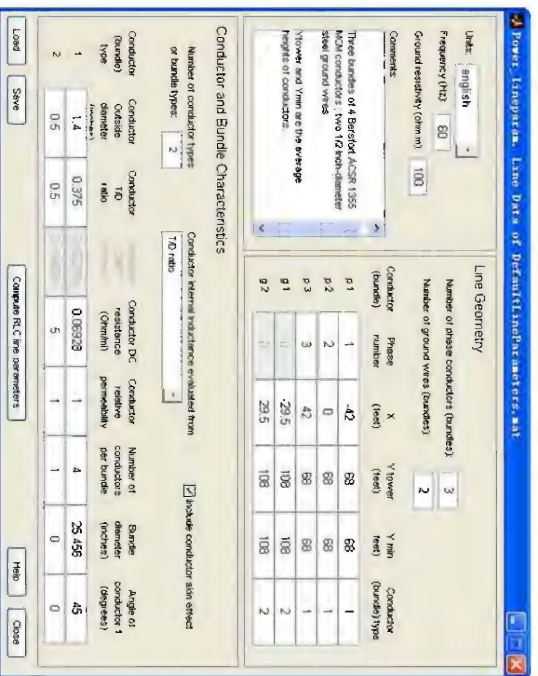 Power_lineparam. Line Data of DefaultLineParameters.mat
Units:
english
Frequency (Hz):
60
Ground resistivity (ohm.m):
100
Comments:
Three bundles of 4 Bersfort ACSR 1355
MCM conductors ; two 1/2 inch-diameter
steel ground wires
Ytower and Ymin are the average
heights of conductors.
Line Geometry
Number of phase conductors (bundles):
3
Number of ground wires (bundles):
2
Conductor (bundle) Phase number X (feet) Y tower (feet) Y min feet) Conductor (bundle) type
p1 1 -42 68 68 1
p2 2 0 68 68 1
p3 3 42 68 68 1
g1 0 -29.5 108 108 2
g2 0 29.5 108 108 2
Conductor and Bundle Characteristics
Number of conductor types
or bundle types:
2
Conductor internal inductance evaluated from
T/D ratio
Include conductor skin effect
Conductor (bundle) type Conductor Outside diameter (inches) Conductor T/D ratio Conductor DC resistance (Ohm/mi) Conductor relative permeability Number of conductors per bundle Bundle diameter (inches) Angle of conductor 1 (degrees)
1 1.4 0.375 0.06928 1 4 25.456 45
2 0.5 0.5 5 1 1 0 0
Load
Save
Compute RLC line parameters
Help
Close